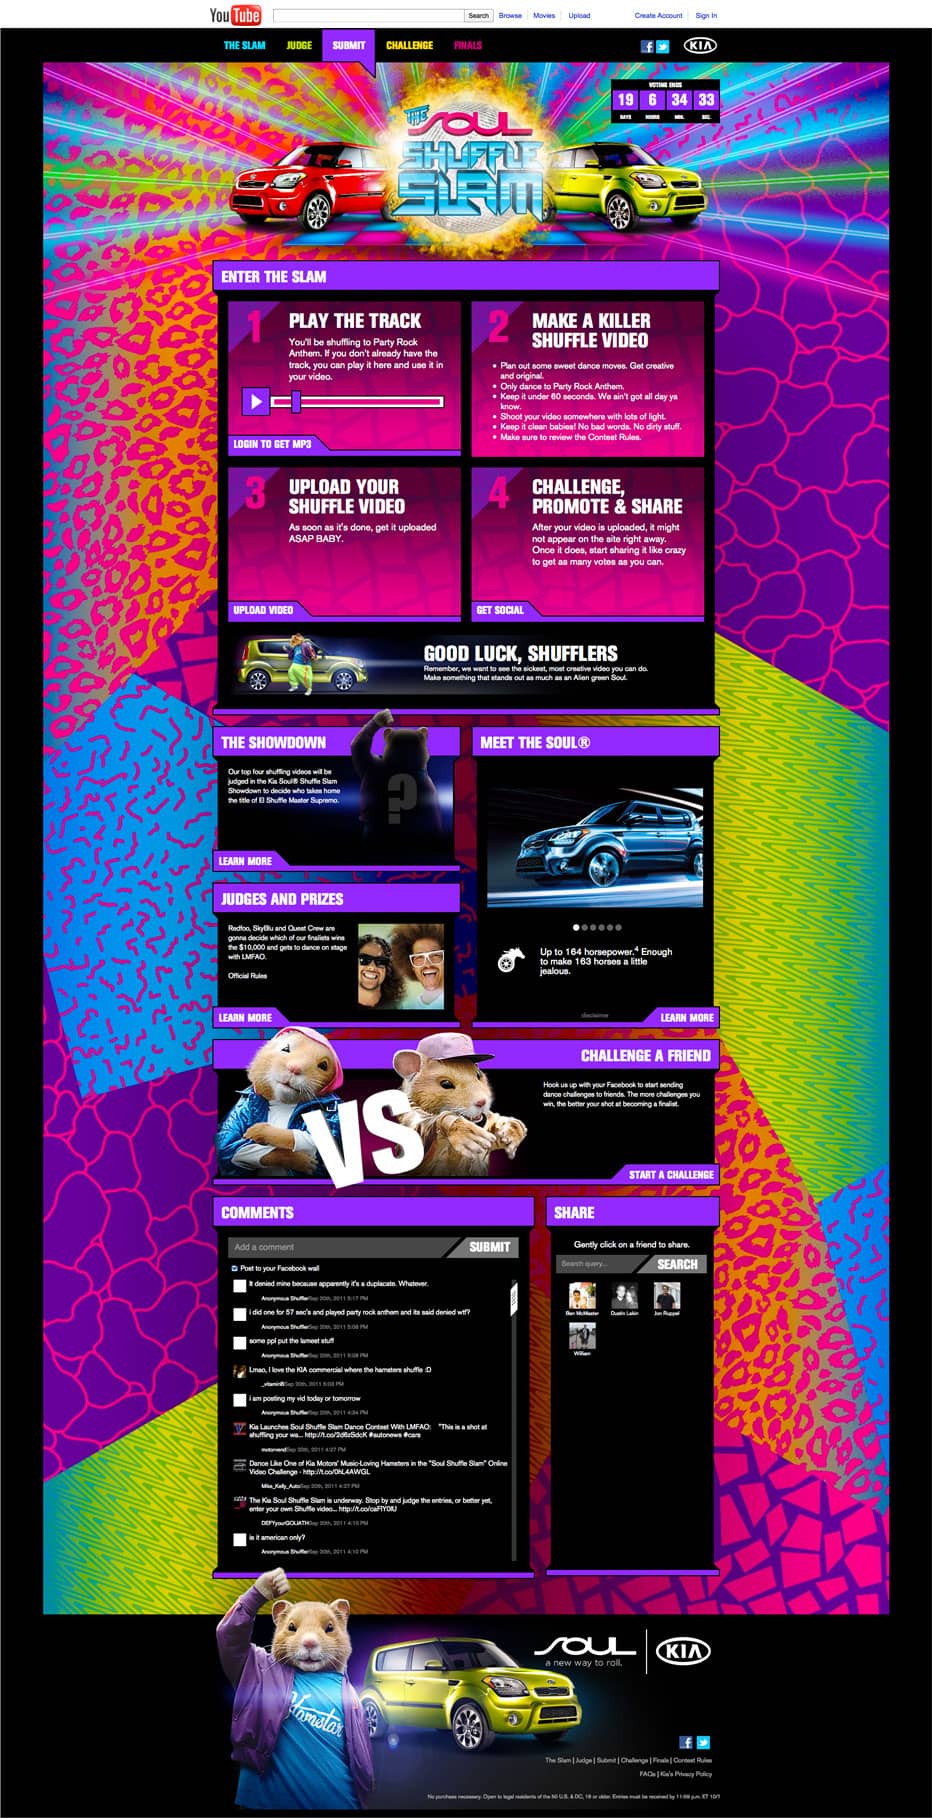 YouTube
Search
Browse | Movies | Upload
Create Account | Sign In
THE SLAM
JUDGE
SUBMIT
CHALLENGE
FINALS
KIA
VOTING ENDS
19 6 34 33
DAYS HOURS MIN. SEC.
THE SOUL
SHUFFLE
SLAM
ENTER THE SLAM
1
PLAY THE TRACK
You'll be shuffling to Party Rock
Anthem. If you don't already have the
track, you can play it here and use it in
your video.
LOGIN TO GET MP3
2
MAKE A KILLER
SHUFFLE VIDEO
• Plan out some sweet dance moves. Get creative
and original.
• Only dance to Party Rock Anthem.
• Keep it under 60 seconds. We ain't got all day ya
know.
• Shoot your video somewhere with lots of light.
• Keep it clean babies! No bad words. No dirty stuff.
• Make sure to review the Contest Rules.
3
UPLOAD YOUR
SHUFFLE VIDEO
As soon as it's done, get it uploaded
ASAP BABY.
UPLOAD VIDEO
4
CHALLENGE,
PROMOTE & SHARE
After your video is uploaded, it might
not appear on the site right away.
Once it does, start sharing it like crazy
to get as many votes as you can.
GET SOCIAL
GOOD LUCK, SHUFFLERS
Remember, we want to see the sickest, most creative video you can do.
Make something that stands out as much as an Alien green Soul.
THE SHOWDOWN
Our top four shuffling videos will be
judged in the Kia Soul® Shuffle Slam
Showdown to decide who takes home
the title of El Shuffle Master Supremo.
?
LEARN MORE
JUDGES AND PRIZES
Redfoo, SkyBlu and Quest Crew are
gonna decide which of our finalists wins
the $10,000 and gets to dance on stage
with LMFAO.
Official Rules
LEARN MORE
MEET THE SOUL®
Up to 164 horsepower.4 Enough
to make 163 horses a little
jealous.
disclaimer
LEARN MORE
CHALLENGE A FRIEND
VS
Hook us up with your Facebook to start sending
dance challenges to friends. The more challenges you
win, the better your shot at becoming a finalist.
START A CHALLENGE
COMMENTS
Add a comment
SUBMIT
Post to your Facebook wall
It denied mine because apparently it's a duplacate. Whatever.
Anonymous Shuffler Sep 20th, 2011 5:17 PM
i did one for 57 sec's and played party rock anthem and its said denied wtf?
Anonymous Shuffler Sep 20th, 2011 5:08 PM
some ppl put the lamest stuff
Anonymous Shuffler Sep 20th, 2011 5:08 PM
Lmao, I love the KIA commercial where the hamsters shuffle :D
Sep 20th, 2011 5:03 PM
i am posting my vid today or tomorrow
Anonymous Shuffler Sep 20th, 2011 4:34 PM
Kia Launches Soul Shuffle Slam Dance Contest With LMFAO: "This is a shot at
shuffling your wa... http://t.co/2d6zSdcK #autonews #cars
motorvend Sep 20th, 2011 4:27 PM
Dance Like One of Kia Motors' Music-Loving Hamsters in the "Soul Shuffle Slam" Online
Video Challenge - http://t.co/0hL4AWGL
Mike_Kelly_Auto Sep 20th, 2011 4:27 PM
The Kia Soul Shuffle Slam is underway. Stop by and judge the entries, or better yet,
enter your own Shuffle video...
DEFYyourGOLIATH Sep 20th, 2011 4:13 PM
is it american only?
Anonymous Shuffler Sep 20th, 2011 4:10 PM
SHARE
Gently click on a friend to share.
Search query...
SEARCH
Ben McMaster
Dustin Lakin
Jon Ruppel
William
Hamstar
SOUL
a new way to roll.
KIA
The Slam | Judge | Submit | Challenge | Finals | Contest Rules
FAQs | Kia's Privacy Policy
No purchase necessary. Open to legal residents of the 50 U.S. & DC, 18 or older. Entries must be received by 11:59 p.m. ET 10/1